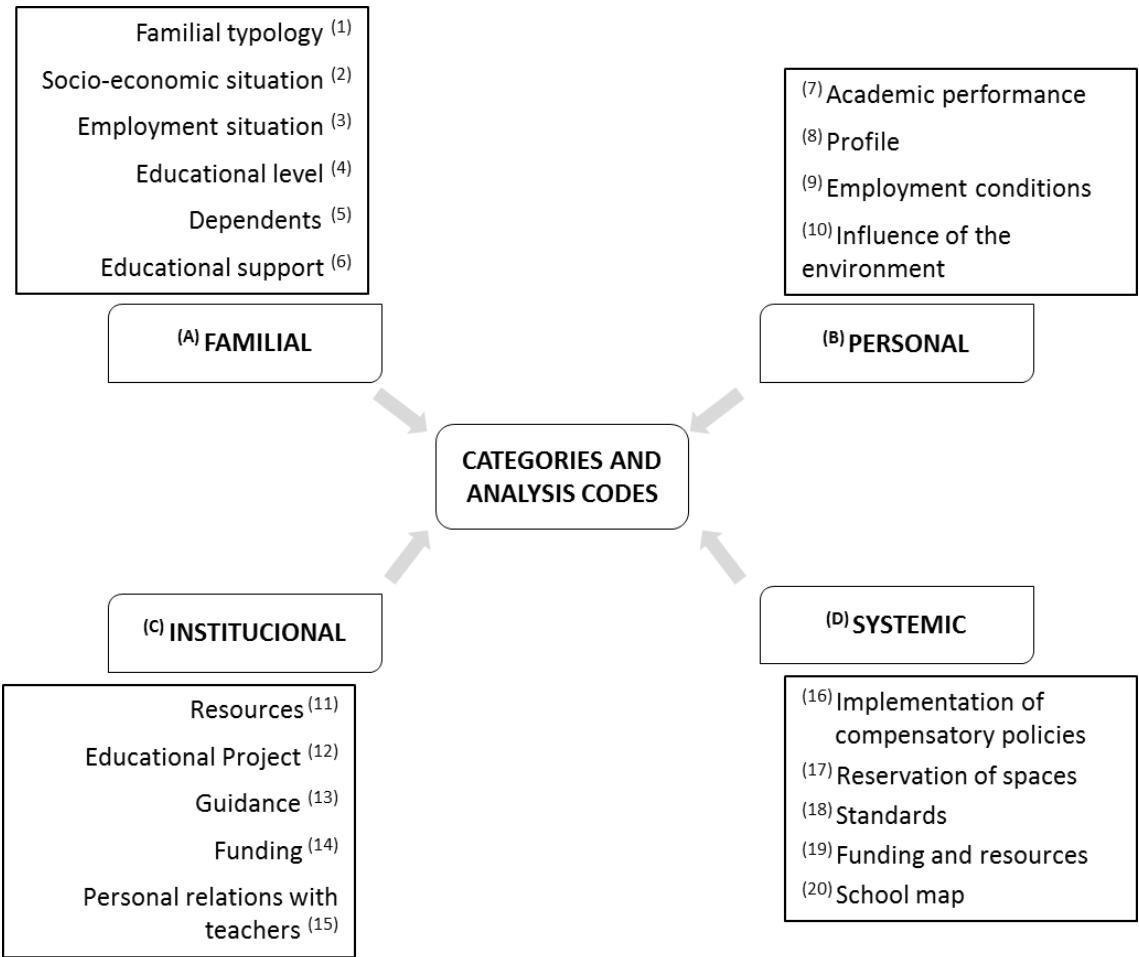 Familial typology (1)
Socio-economic situation (2)
Employment situation (3)
Educational level (4)
Dependents (5)
Educational support (6)
(A) FAMILIAL
(7) Academic performance
(8) Profile
(9) Employment conditions
(10) Influence of the
environment
(B) PERSONAL
CATEGORIES AND
ANALYSIS CODES
(C) INSTITUCIONAL
Resources (11)
Educational Project (12)
Guidance (13)
Funding (14)
Personal relations with
teachers (15)
(D) SYSTEMIC
(16) Implementation of
compensatory policies
(17) Reservation of spaces
(18) Standards
(19) Funding and resources
(20) School map